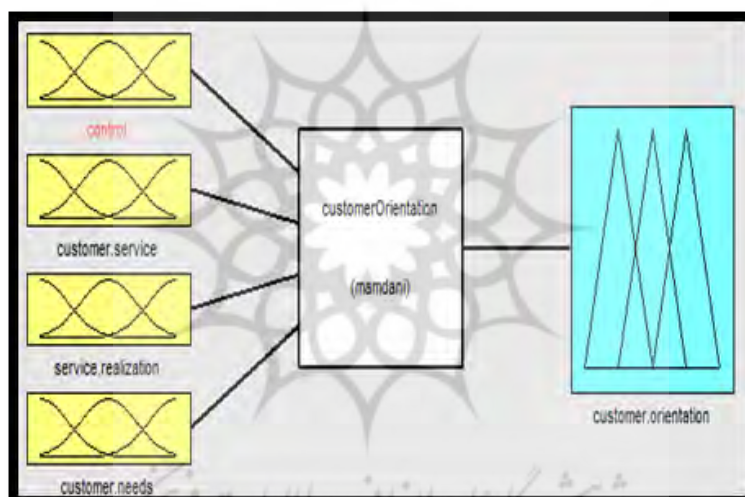 control
customer.service
service.realization
customer.needs
customerOrientation
(mamdani)
customer.orientation